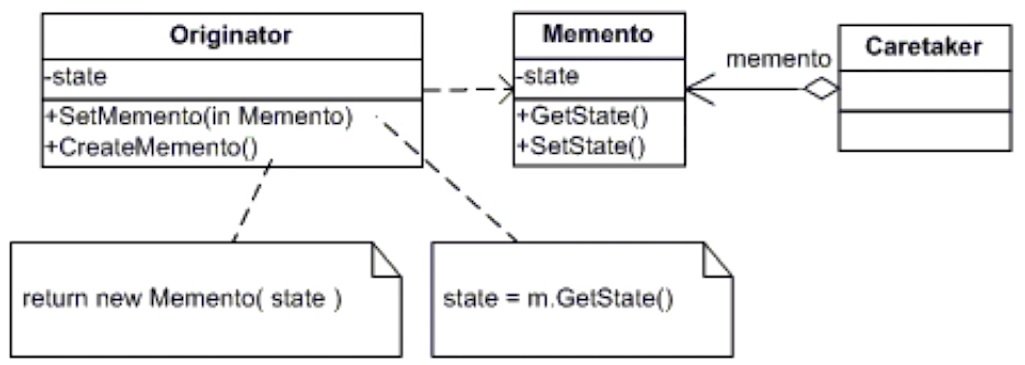 Originator
-state
+SetMemento(in Memento)
+CreateMemento()
Memento
-state
+GetState()
+SetState()
memento
Caretaker
return new Memento( state )
state = m.GetState()